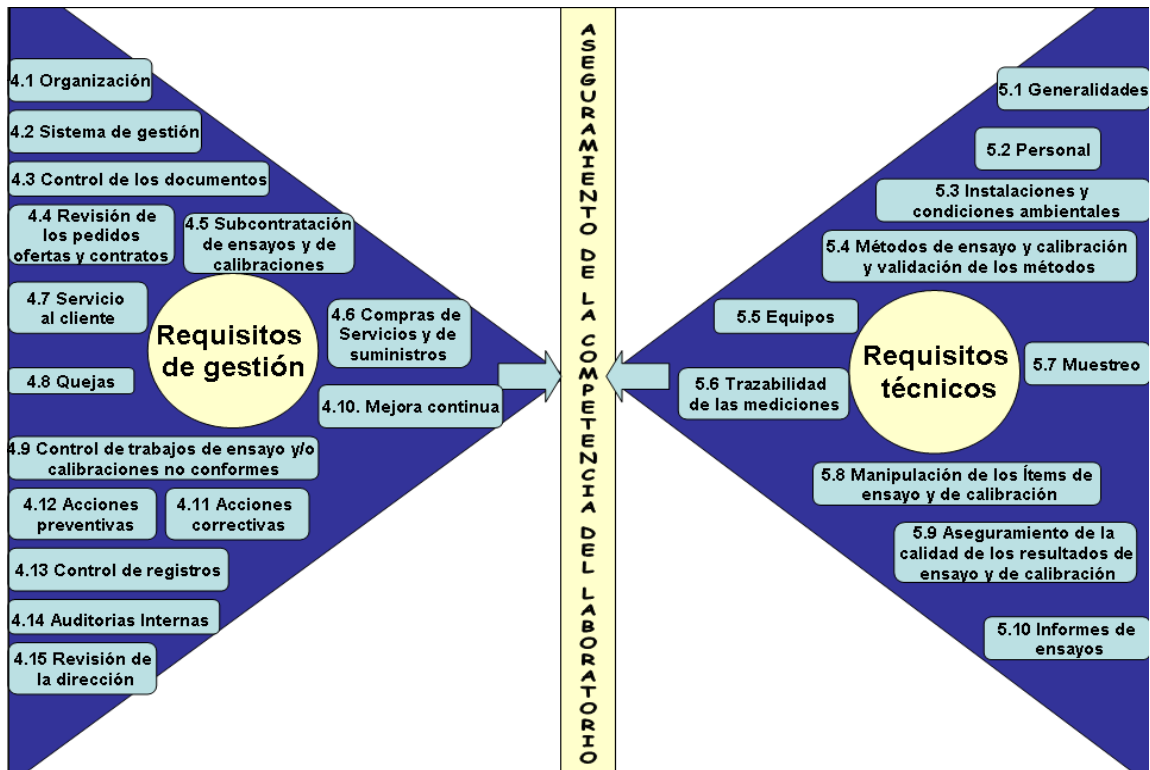 4.1 Organización
4.2 Sistema de gestión
4.3 Control de los documentos
4.4 Revisión de
los pedidos
ofertas y contratos
4.5 Subcontratación
de ensayos y de
calibraciones
4.7 Servicio
al cliente
Requisitos
de gestión
4.6 Compras de
Servicios y de
suministros
4.8 Quejas
4.10. Mejora continua
4.9 Control de trabajos de ensayo y/o
calibraciones no conformes
4.12 Acciones
preventivas
4.11 Acciones
correctivas
4.13 Control de registros
4.14 Auditorias Internas
4.15 Revisión de
la dirección
ASEGURAMIENTO DE LA COMPETENCIA DEL LABORATORIO
5.1 Generalidades
5.2 Personal
5.3 Instalaciones y
condiciones ambientales
5.4 Métodos de ensayo y calibración
y validación de los métodos
5.5 Equipos
Requisitos
técnicos
5.7 Muestreo
5.6 Trazabilidad
de las mediciones
5.8 Manipulación de los Ítems de
ensayo y de calibración
5.9 Aseguramiento de la
calidad de los resultados de
ensayo y de calibración
5.10 Informes de
ensayos